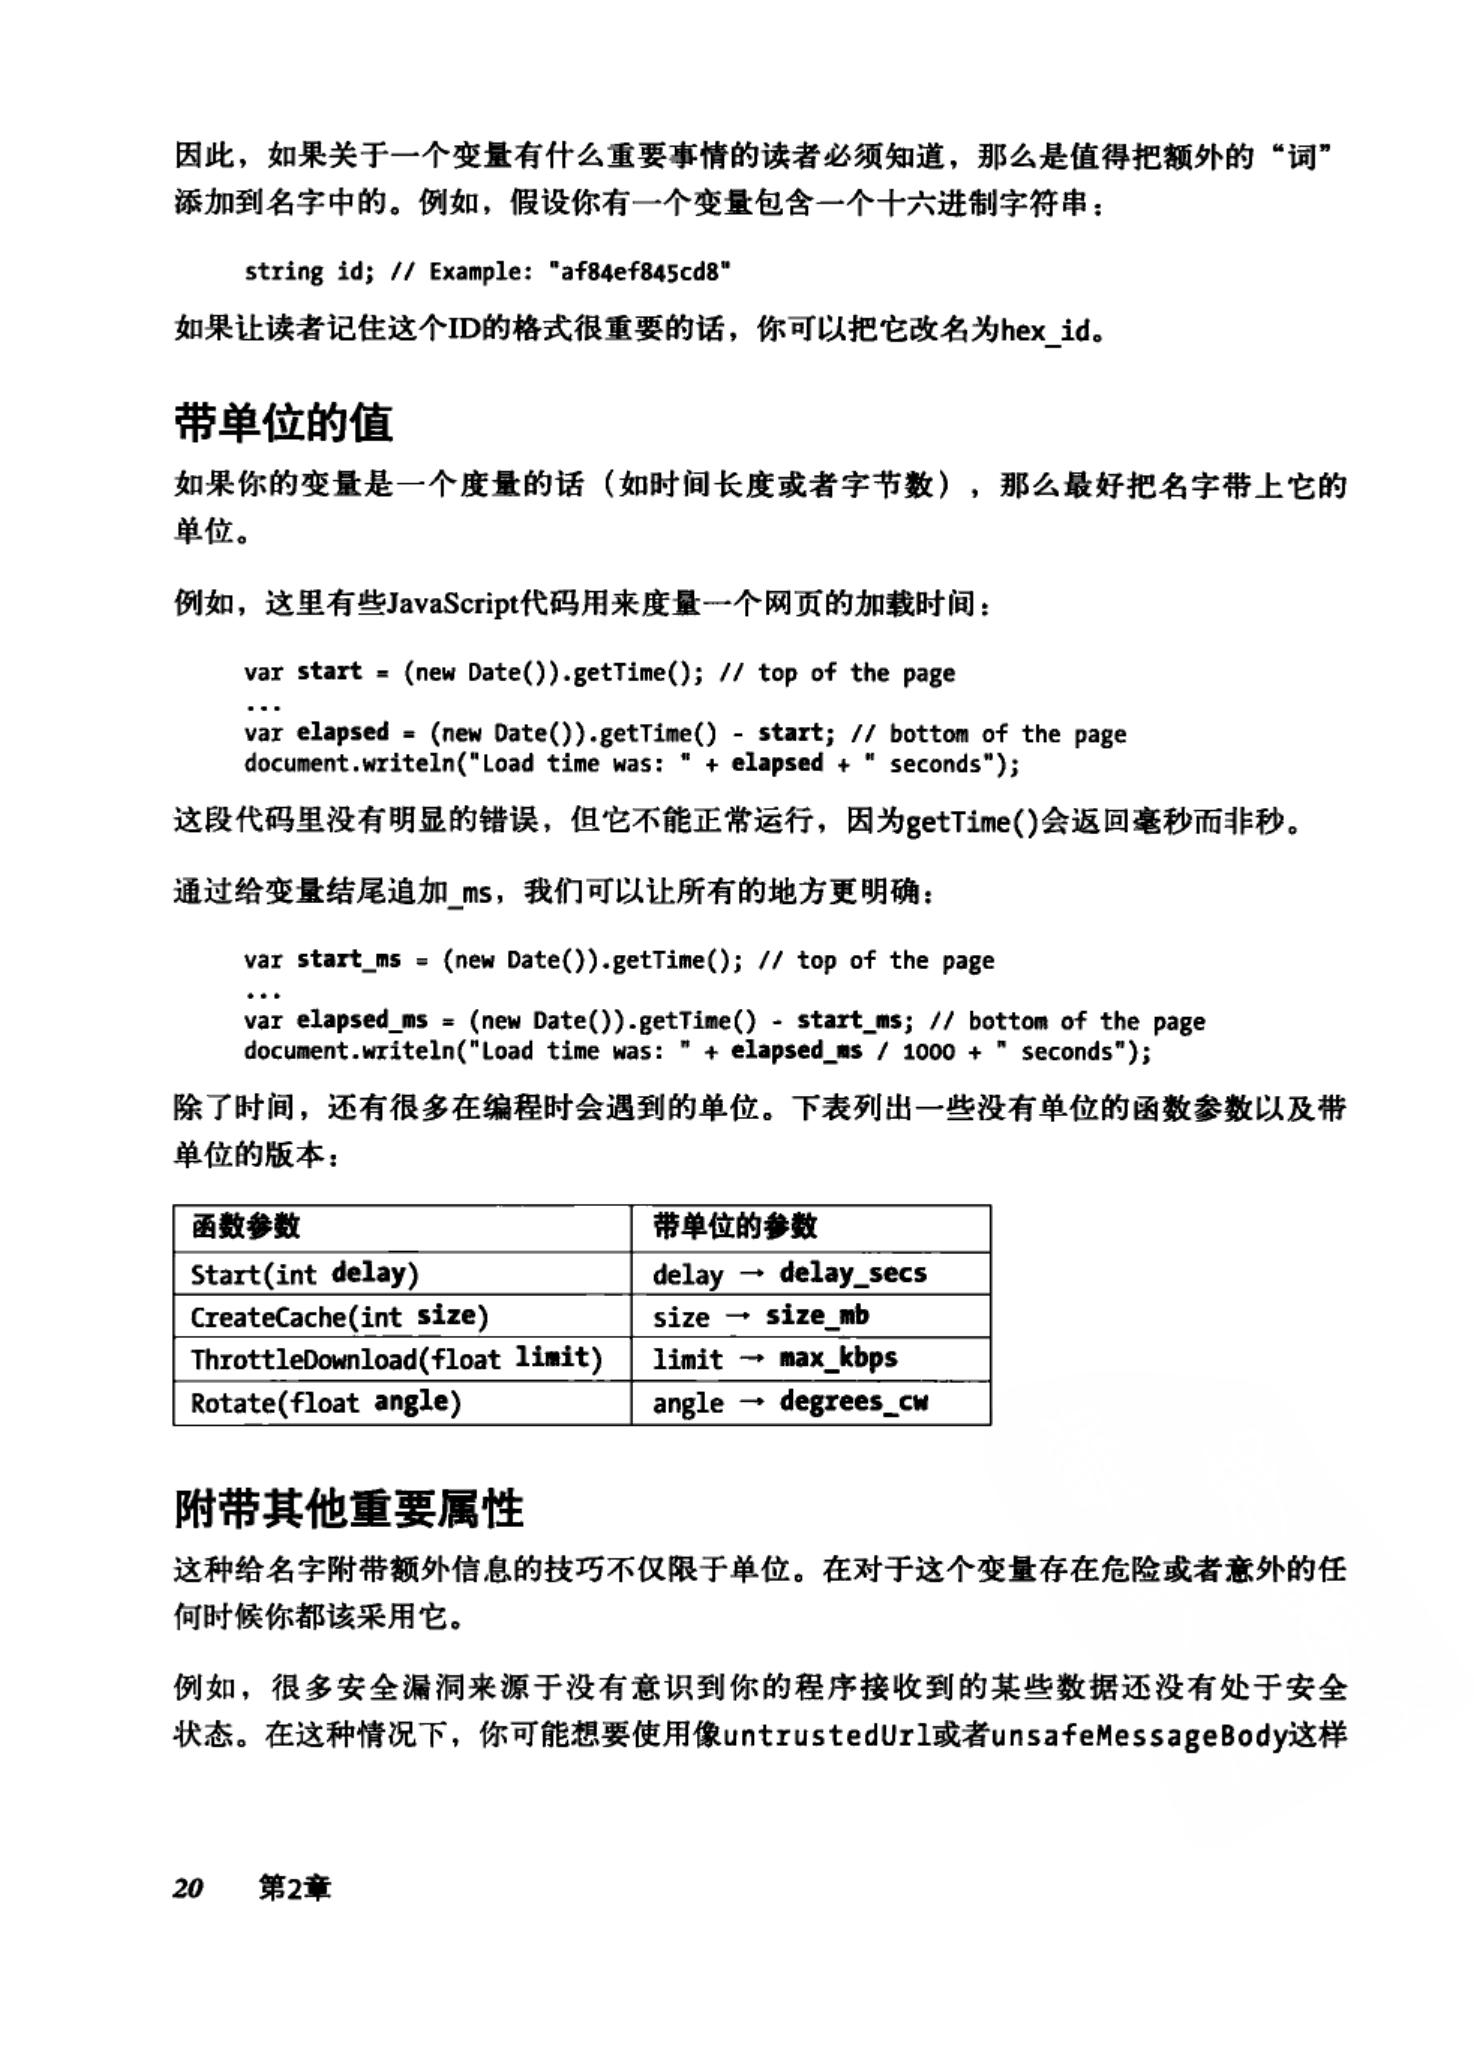 因此，如果关于一个变量有什么重要事情的读者必须知道，那么是值得把额外的“词”
添加到名字中的。例如，假设你有一个变量包含一个十六进制字符串：
string id; // Example: "af84ef845cd8"
如果让读者记住这个ID的格式很重要的话，你可以把它改名为hex_id。
带单位的值
如果你的变量是一个度量的话（如时间长度或者字节数），那么最好把名字带上它的
单位。
例如，这里有些JavaScript代码用来度量一个网页的加载时间：
var start = (new Date()).getTime(); // top of the page
...
var elapsed = (new Date()).getTime() - start; // bottom of the page
document.writeln("Load time was: " + elapsed + " seconds");
这段代码里没有明显的错误，但它不能正常运行，因为getTime()会返回毫秒而非秒。
通过给变量结尾追加_ms，我们可以让所有的地方更明确：
var start_ms = (new Date()).getTime(); // top of the page
...
var elapsed_ms = (new Date()).getTime() - start_ms; // bottom of the page
document.writeln("Load time was: " + elapsed_ms / 1000 + " seconds");
除了时间，还有很多在编程时会遇到的单位。下表列出一些没有单位的函数参数以及带
单位的版本：
函数参数 带单位的参数
Start(int delay) delay → delay_secs
CreateCache(int size) size → size_mb
ThrottleDownload(float limit) limit → max_kbps
Rotate(float angle) angle → degrees_cw
附带其他重要属性
这种给名字附带额外信息的技巧不仅限于单位。在对于这个变量存在危险或者意外的任
何时候你都该采用它。
例如，很多安全漏洞来源于没有意识到你的程序接收到的某些数据还没有处于安全
状态。在这种情况下，你可能想要使用像untrustedUrl或者unsafeMessageBody这样
20 第2章